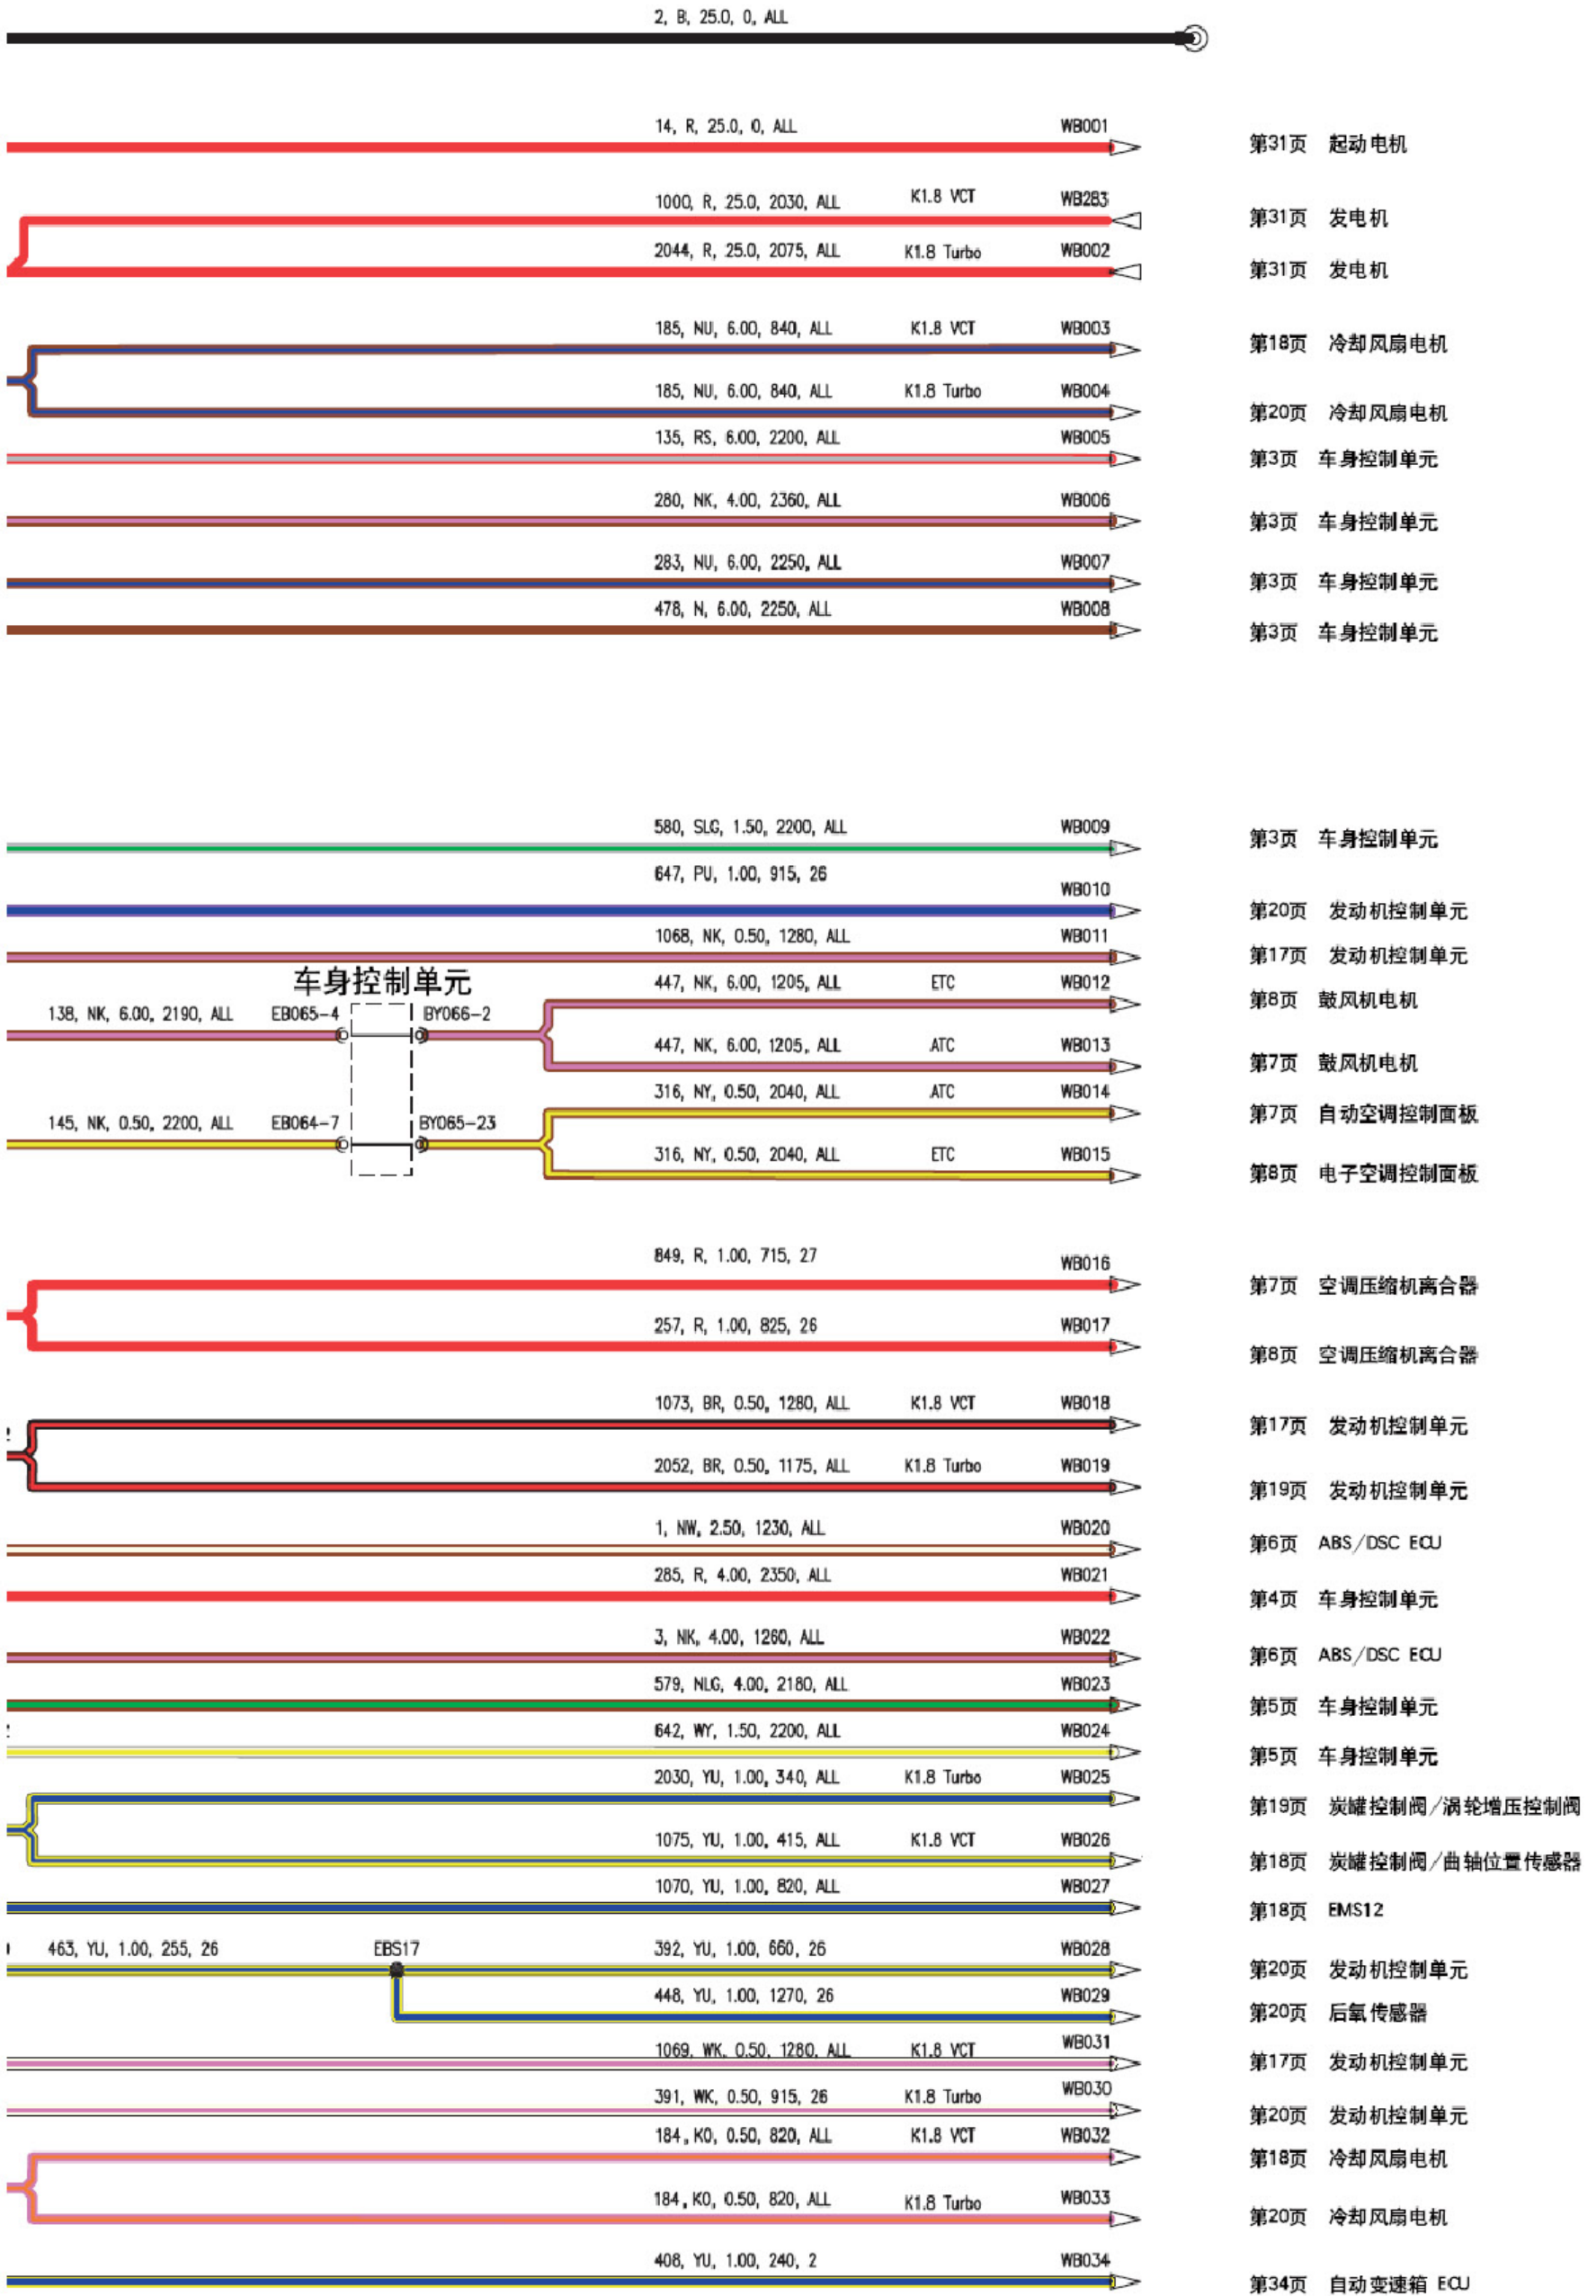 2, B, 25.0, 0, ALL
14, R, 25.0, 0, ALL WB001 第31页 起动电机
1000, R, 25.0, 2030, ALL K1.8 VCT WB283 第31页 发电机
2044, R, 25.0, 2075, ALL K1.8 Turbo WB002 第31页 发电机
185, NU, 6.00, 840, ALL K1.8 VCT WB003 第18页 冷却风扇电机
185, NU, 6.00, 840, ALL K1.8 Turbo WB004 第20页 冷却风扇电机
135, RS, 6.00, 2200, ALL WB005 第3页 车身控制单元
280, NK, 4.00, 2360, ALL WB006 第3页 车身控制单元
283, NU, 6.00, 2250, ALL WB007 第3页 车身控制单元
478, N, 6.00, 2250, ALL WB008 第3页 车身控制单元
580, SLG, 1.50, 2200, ALL WB009 第3页 车身控制单元
647, PU, 1.00, 915, 26 WB010 第20页 发动机控制单元
1068, NK, 0.50, 1280, ALL WB011 第17页 发动机控制单元
车身控制单元
447, NK, 6.00, 1205, ALL ETC WB012 第8页 鼓风机电机
138, NK, 6.00, 2190, ALL EB065-4 BY066-2
447, NK, 6.00, 1205, ALL ATC WB013 第7页 鼓风机电机
316, NY, 0.50, 2040, ALL ATC WB014 第7页 自动空调控制面板
145, NK, 0.50, 2200, ALL EB064-7 BY065-23
316, NY, 0.50, 2040, ALL ETC WB015 第8页 电子空调控制面板
849, R, 1.00, 715, 27 WB016 第7页 空调压缩机离合器
257, R, 1.00, 825, 26 WB017 第8页 空调压缩机离合器
1073, BR, 0.50, 1280, ALL K1.8 VCT WB018 第17页 发动机控制单元
2052, BR, 0.50, 1175, ALL K1.8 Turbo WB019 第19页 发动机控制单元
1, NW, 2.50, 1230, ALL WB020 第6页 ABS/DSC ECU
285, R, 4.00, 2350, ALL WB021 第4页 车身控制单元
3, NK, 4.00, 1260, ALL WB022 第6页 ABS/DSC ECU
579, NLG, 4.00, 2180, ALL WB023 第5页 车身控制单元
642, WY, 1.50, 2200, ALL WB024 第5页 车身控制单元
2030, YU, 1.00, 340, ALL K1.8 Turbo WB025 第19页 炭罐控制阀/涡轮增压控制阀
1075, YU, 1.00, 415, ALL K1.8 VCT WB026 第18页 炭罐控制阀/曲轴位置传感器
1070, YU, 1.00, 820, ALL WB027 第18页 EMS12
463, YU, 1.00, 255, 26 EBS17 392, YU, 1.00, 660, 26 WB028 第20页 发动机控制单元
448, YU, 1.00, 1270, 26 WB029 第20页 后氧传感器
1069, WK, 0.50, 1280, ALL K1.8 VCT WB031 第17页 发动机控制单元
391, WK, 0.50, 915, 26 K1.8 Turbo WB030 第20页 发动机控制单元
184, KO, 0.50, 820, ALL K1.8 VCT WB032 第18页 冷却风扇电机
184, KO, 0.50, 820, ALL K1.8 Turbo WB033 第20页 冷却风扇电机
408, YU, 1.00, 240, 2 WB034 第34页 自动变速箱 ECU